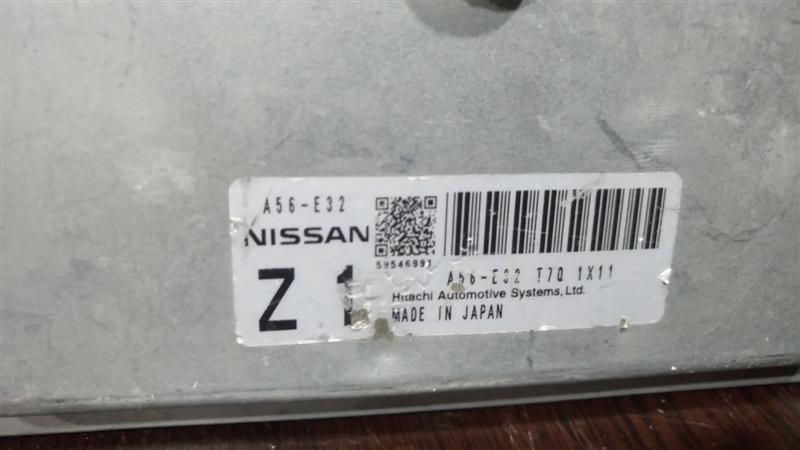 A56-E32
NISSAN
59546991
Z 1
A56-E32 T7Q 1X11
Hitachi Automotive Systems, Ltd.
MADE IN JAPAN